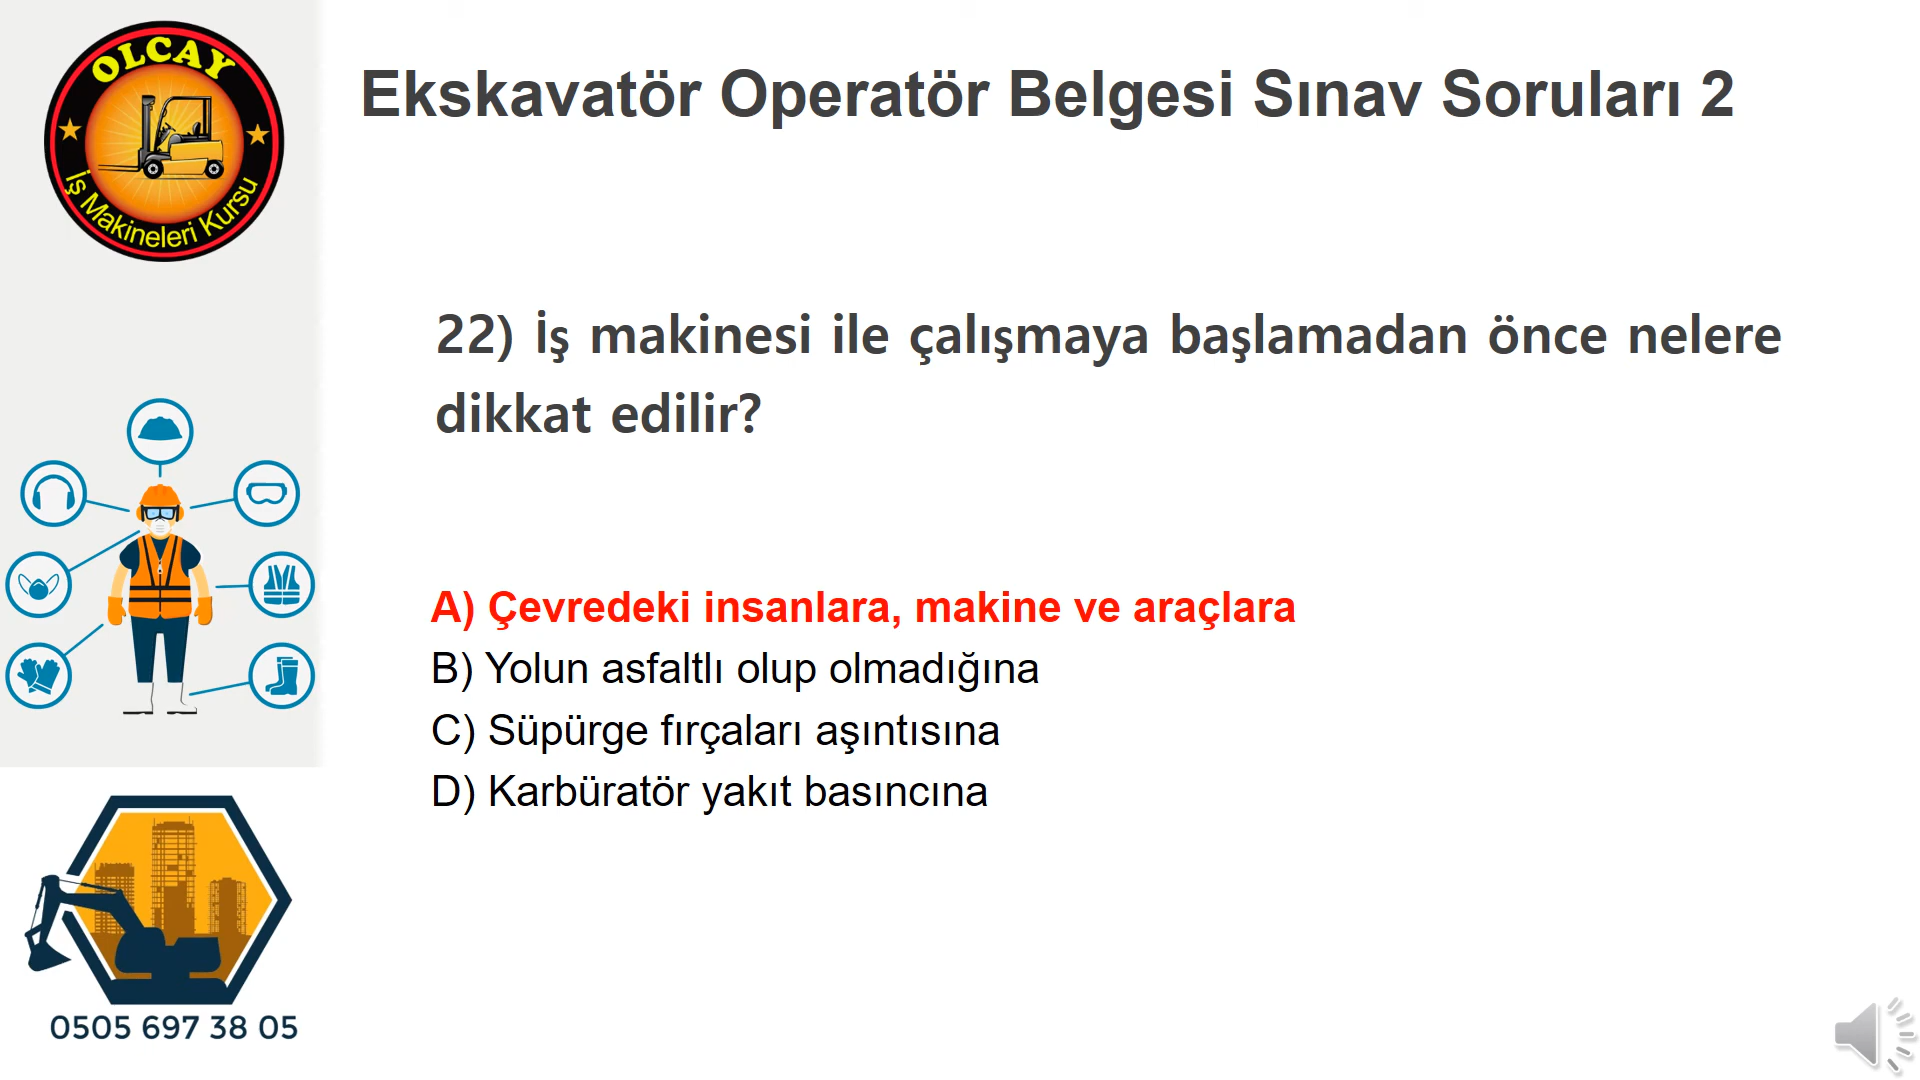 OLCAY
İş Makineleri Kursu
Ekskavatör Operatör Belgesi Sınav Soruları 2
22) İş makinesi ile çalışmaya başlamadan önce nelere
dikkat edilir?
A) Çevredeki insanlara, makine ve araçlara
B) Yolun asfaltlı olup olmadığına
C) Süpürge fırçaları aşıntısına
D) Karbüratör yakıt basıncına
0505 697 38 05